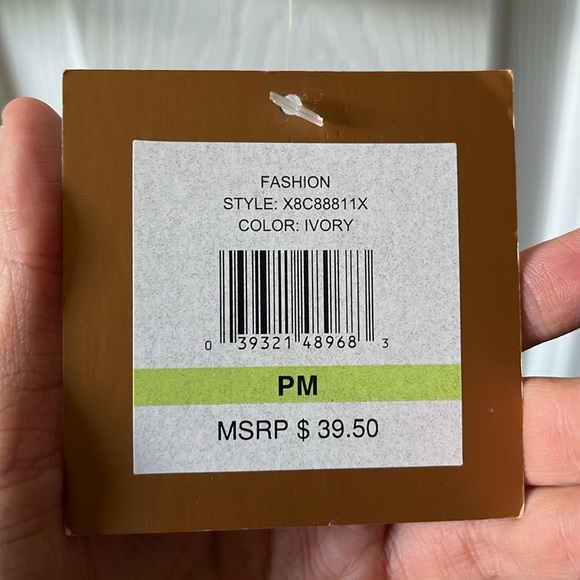 FASHION
STYLE: X8C88811X
COLOR: IVORY
0 39321 48968 3
PM
MSRP $ 39.50